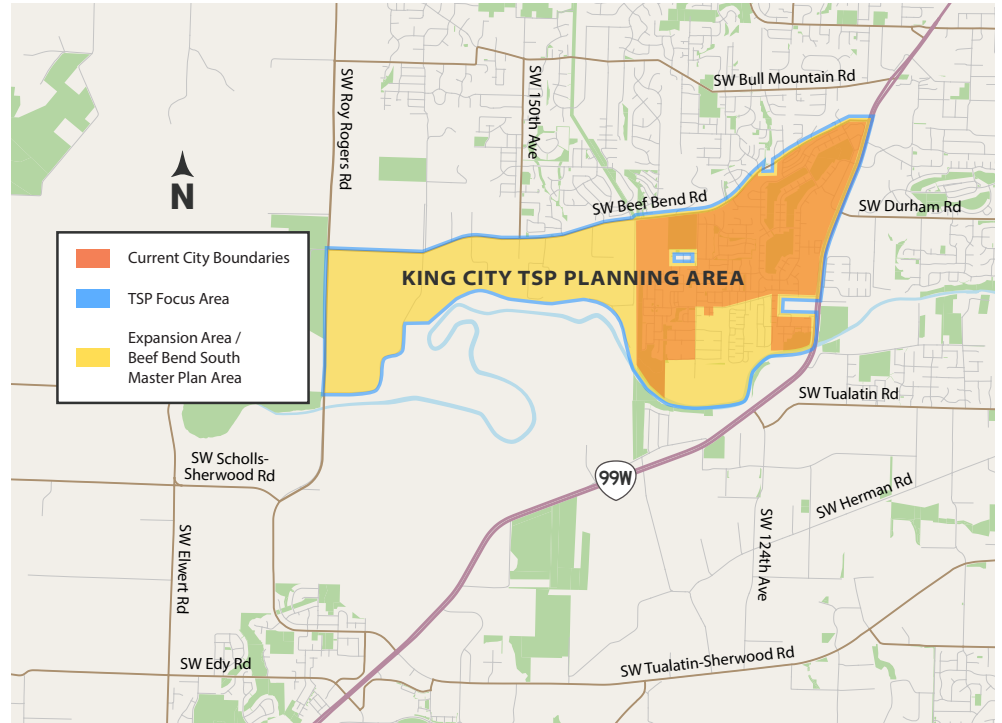 SW Bull Mountain Rd
SW Roy Rogers Rd
SW 150th Ave
N
SW Beef Bend Rd
SW Durham Rd
Current City Boundaries
TSP Focus Area
Expansion Area /
Beef Bend South
Master Plan Area
KING CITY TSP PLANNING AREA
SW Tualatin Rd
SW Scholls-
Sherwood Rd
99W
SW Herman Rd
SW Elwert Rd
SW 124th Ave
SW Edy Rd
SW Tualatin-Sherwood Rd